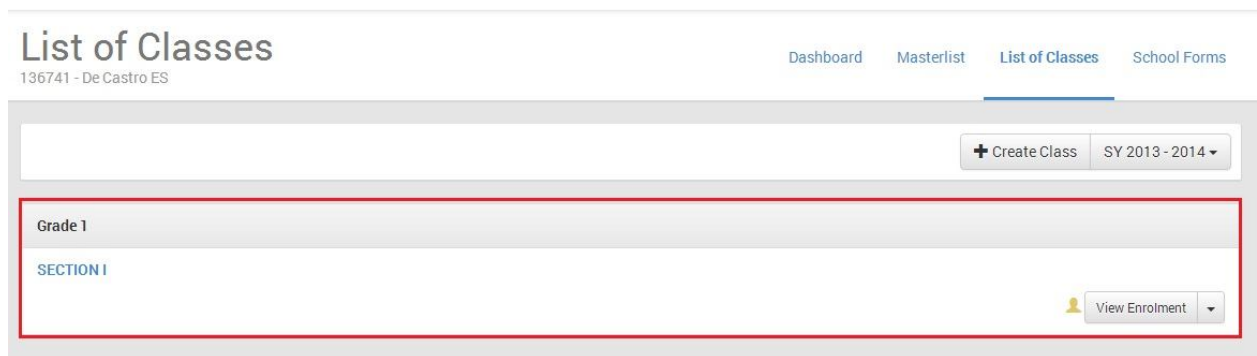 List of Classes
136741 - De Castro ES
Dashboard Masterlist List of Classes School Forms
Create Class SY 2013 - 2014
Grade 1
SECTION I
View Enrolment